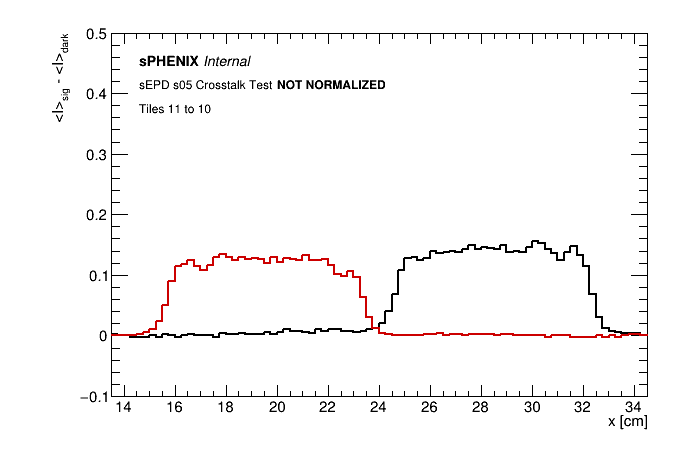 0.5
<I>sig - <I>dark
sPHENIX Internal
sEPD s05 Crosstalk Test NOT NORMALIZED
0.4
Tiles 11 to 10
0.3
0.2
0.1
0
−0.1
14 16 18 20 22 24 26 28 30 32 34
x [cm]